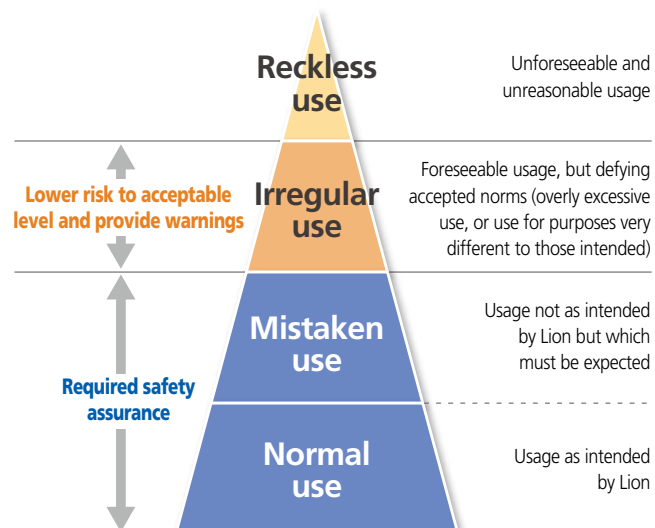 Reckless
use
Unforeseeable and
unreasonable usage
Lower risk to acceptable
level and provide warnings
Irregular
use
Foreseeable usage, but defying
accepted norms (overly excessive
use, or use for purposes very
different to those intended)
Required safety
assurance
Mistaken
use
Usage not as intended
by Lion but which
must be expected
Normal
use
Usage as intended
by Lion